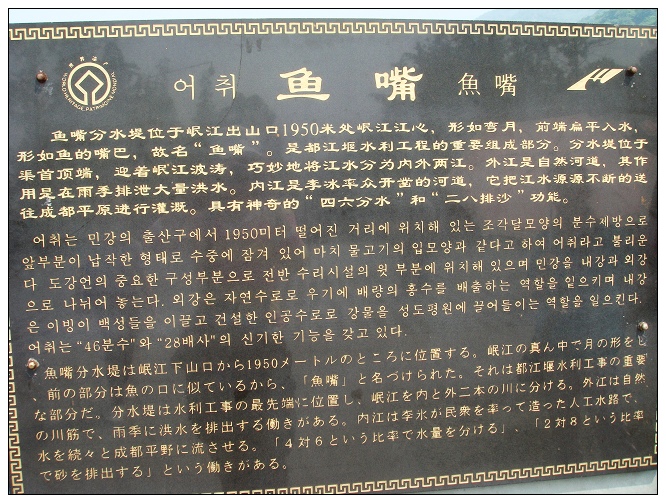 어취 鱼嘴 魚嘴
鱼嘴分水堤位于岷江出山口1950米处岷江江心，形如弯月，前端扁平入水，
形如鱼的嘴巴，故名“鱼嘴”。是都江堰水利工程的重要组成部分。分水堤位于
渠首顶端，迎着岷江波涛，巧妙地将江水分为内外两江。外江是自然河道，其作
用是在雨季排泄大量洪水。内江是李冰率众开凿的河道，它把江水源源不断的送
往成都平原进行灌溉。具有神奇的“四六分水”和“二八排沙”功能。
어취는 민강의 출산구에서 1950미터 떨어진 거리에 위치해 있는 조각달모양의 분수제방으로
앞부분이 납작한 형태로 수중에 잠겨 있어 마치 물고기의 입모양과 같다고 하여 어취라고 불리운
다 도강언의 중요한 구성부분으로 전반 수리시설의 윗 부분에 위치해 있으며 민강을 내강과 외강
으로 나뉘어 놓는다. 외강은 자연수로로 우기에 배량의 홍수를 배출하는 역할을 일으키며 내강
은 이빙이 백성들을 이끌고 건설한 인공수로로 강물을 성도평원에 끌어들이는 역할을 일으킨다.
어취는 “46분수"와 “28배사"의 신기한 기능을 갖고 있다.
魚嘴分水堤は岷江下山口から1950メートルのところに位置する。岷江の真ん中で月の形をし
、前の部分は魚の口に似ているから、「魚嘴」と名づけられた。それは都江堰水利工事の重要
な部分だ。分水堤は水利工事の最先端に位置し、岷江を内と外二本の川に分ける。外江は自然
の川筋で、雨季に洪水を排出する働きがある。内江は李氷が民衆を率って造った人工水路で、
水を続々と成都平野に流させる。「４対６という比率で水量を分ける」、「２対８という比率
で砂を排出する」という働きがある。